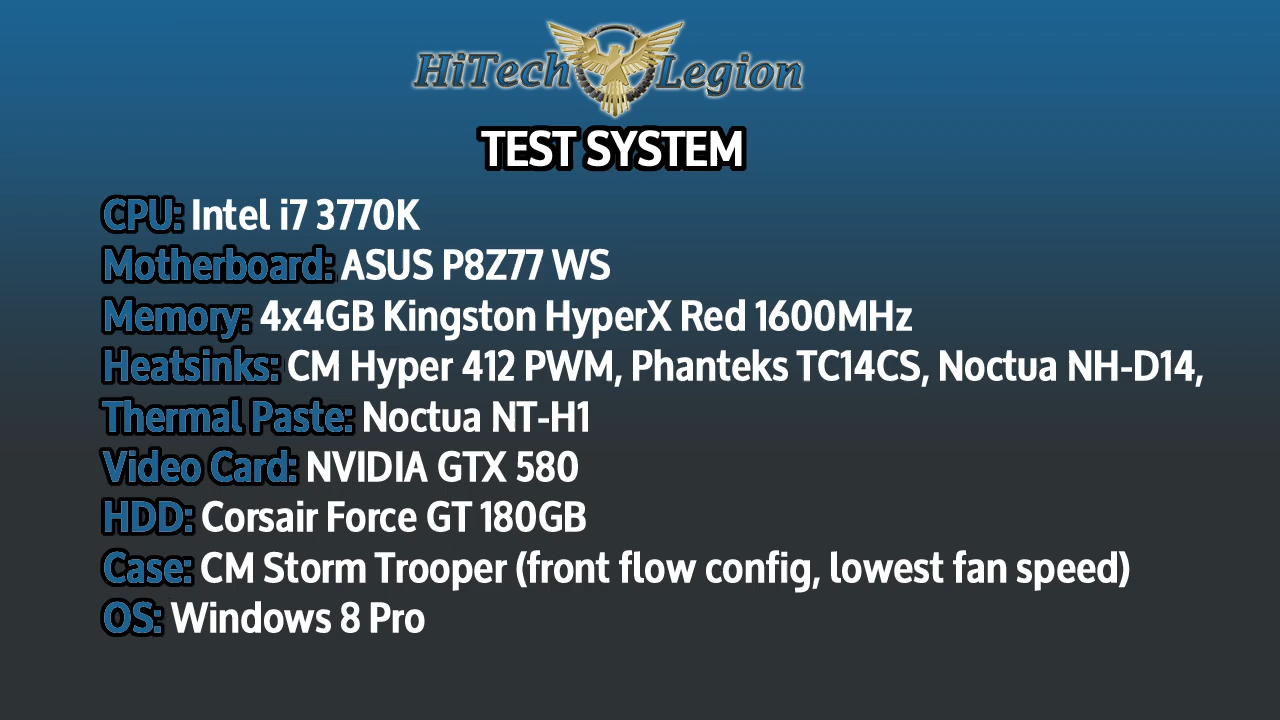 HiTech Legion
TEST SYSTEM
CPU: Intel i7 3770K
Motherboard: ASUS P8Z77 WS
Memory: 4x4GB Kingston HyperX Red 1600MHz
Heatsinks: CM Hyper 412 PWM, Phanteks TC14CS, Noctua NH-D14,
Thermal Paste: Noctua NT-H1
Video Card: NVIDIA GTX 580
HDD: Corsair Force GT 180GB
Case: CM Storm Trooper (front flow config, lowest fan speed)
OS: Windows 8 Pro